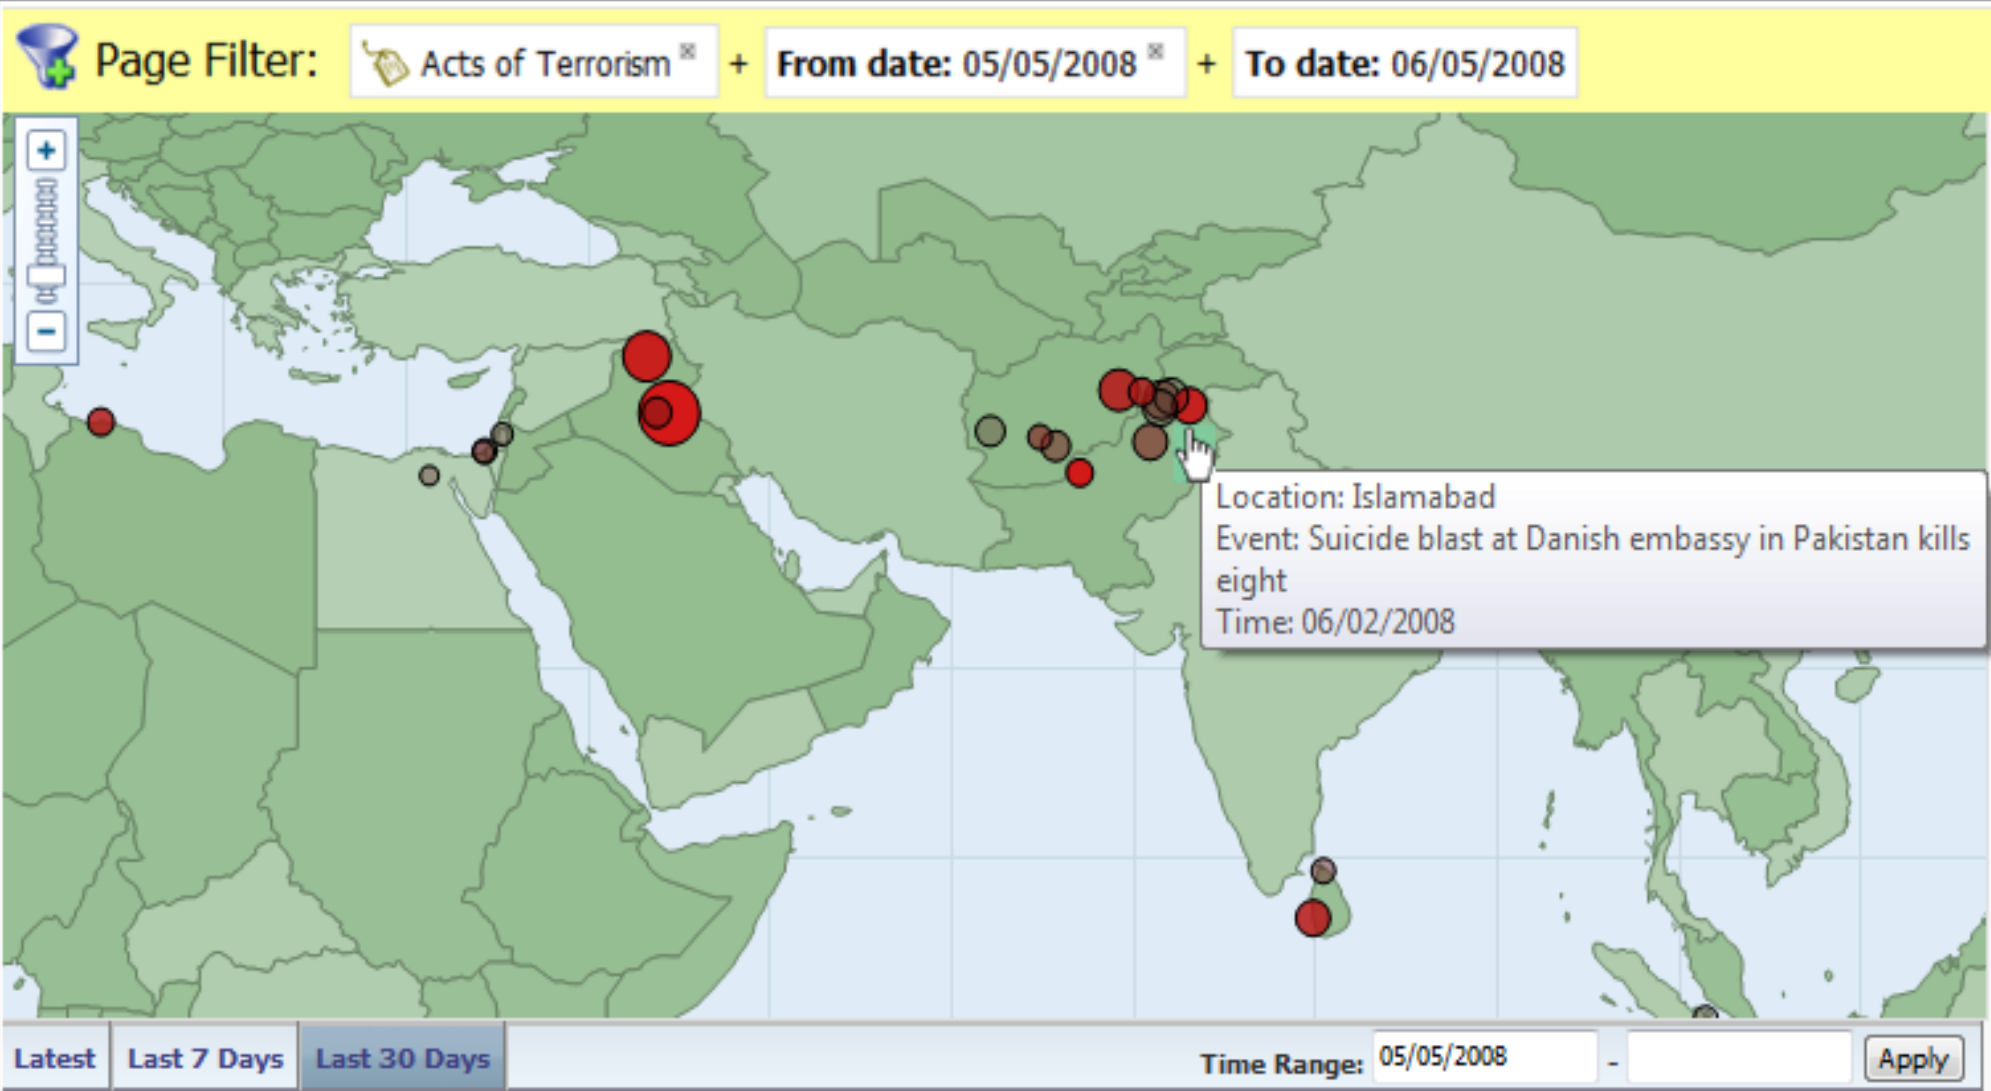 Page Filter: Acts of Terrorism + From date: 05/05/2008 + To date: 06/05/2008
Location: Islamabad
Event: Suicide blast at Danish embassy in Pakistan kills
eight
Time: 06/02/2008
Latest Last 7 Days Last 30 Days Time Range: 05/05/2008 - Apply